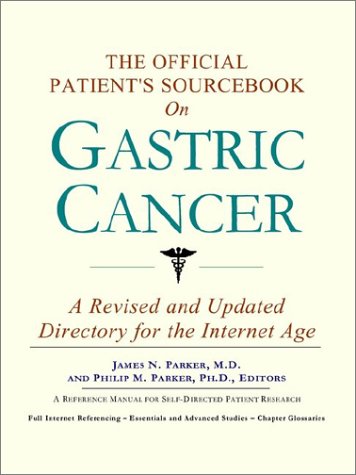 THE OFFICIAL
PATIENT'S SOURCEBOOK
On
GASTRIC
CANCER
A Revised and Updated
Directory for the Internet Age
JAMES N. PARKER, M.D.
AND PHILIP M. PARKER, PH.D., EDITORS
A REFERENCE MANUAL FOR SELF-DIRECTED PATIENT RESEARCH
Full Internet Referencing ~ Essentials and Advanced Studies ~ Chapter Glossaries